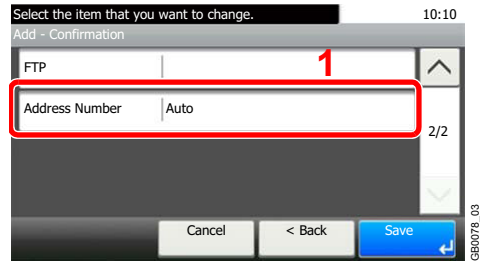 Select the item that you want to change. 10:10
Add - Confirmation
FTP 1
Address Number Auto
2/2
Cancel < Back Save
GB0078_03